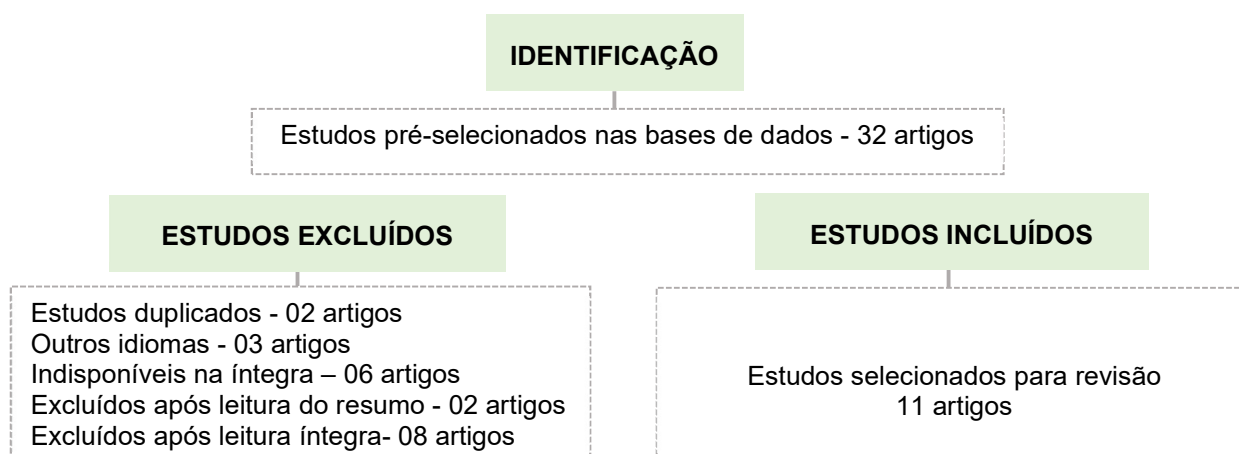 IDENTIFICAÇÃO
Estudos pré-selecionados nas bases de dados - 32 artigos
ESTUDOS EXCLUÍDOS
Estudos duplicados - 02 artigos
Outros idiomas - 03 artigos
Indisponíveis na íntegra – 06 artigos
Excluídos após leitura do resumo - 02 artigos
Excluídos após leitura íntegra- 08 artigos
ESTUDOS INCLUÍDOS
Estudos selecionados para revisão
11 artigos